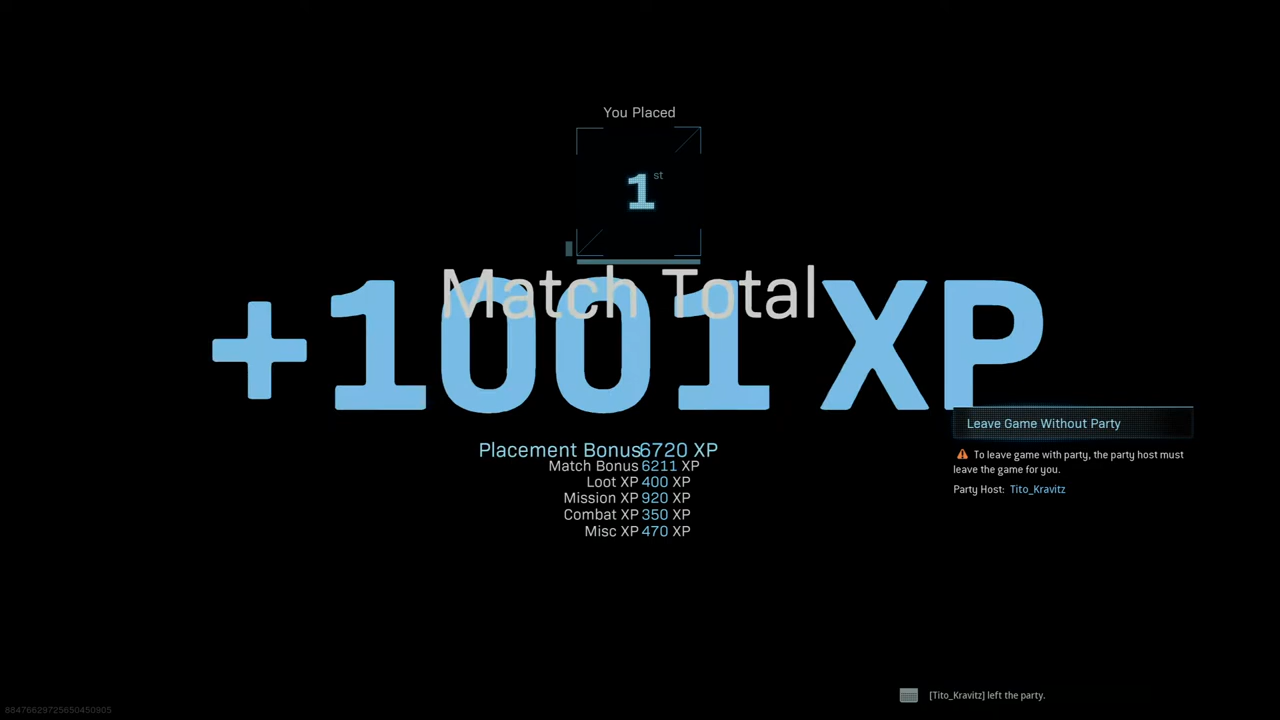 You Placed
1st
Match Total
+1001 XP
Placement Bonus 6720 XP
Match Bonus 6211 XP
Loot XP 400 XP
Mission XP 920 XP
Combat XP 350 XP
Misc XP 470 XP
Leave Game Without Party
To leave game with party, the party host must
leave the game for you.
Party Host: Tito_Kravitz
[Tito_Kravitz] left the party.
88476629725650450905